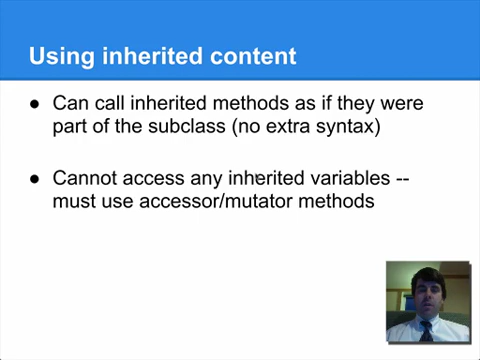 Using inherited content
● Can call inherited methods as if they were
part of the subclass (no extra syntax)
● Cannot access any inherited variables --
must use accessor/mutator methods